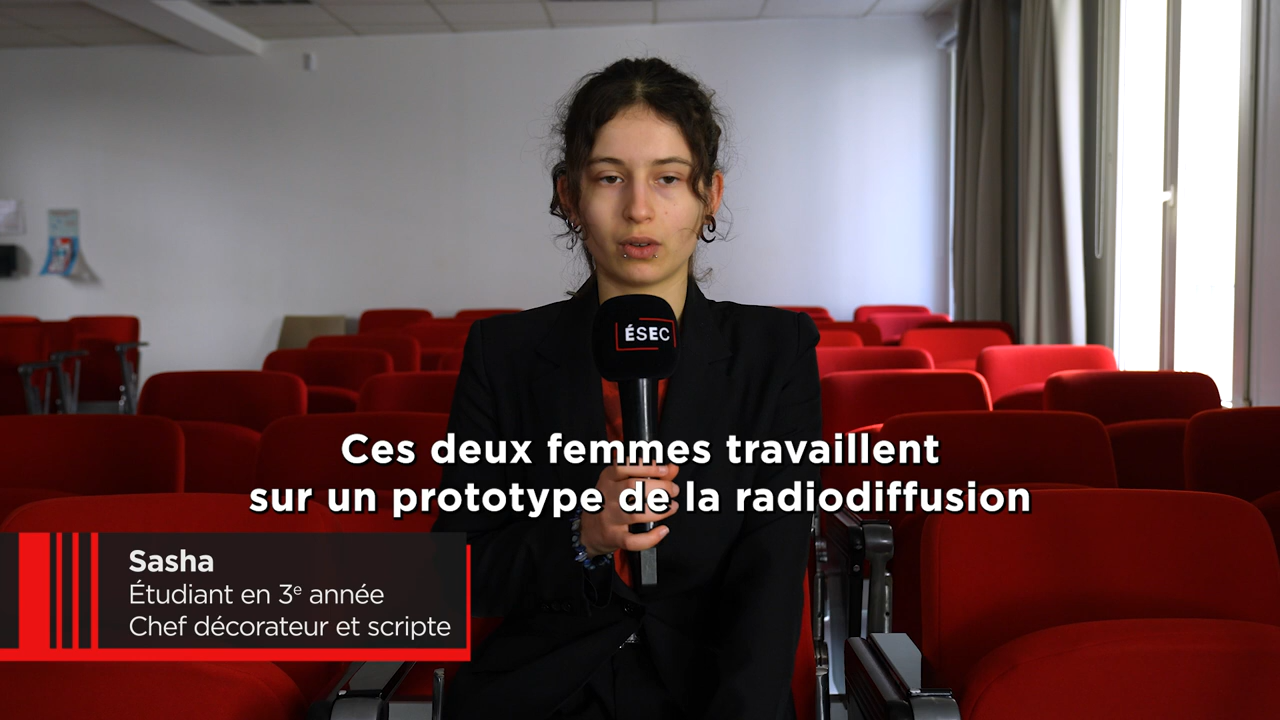 ÉSEC
Ces deux femmes travaillent
sur un prototype de la radiodiffusion
Sasha
Étudiant en 3e année
Chef décorateur et scripte